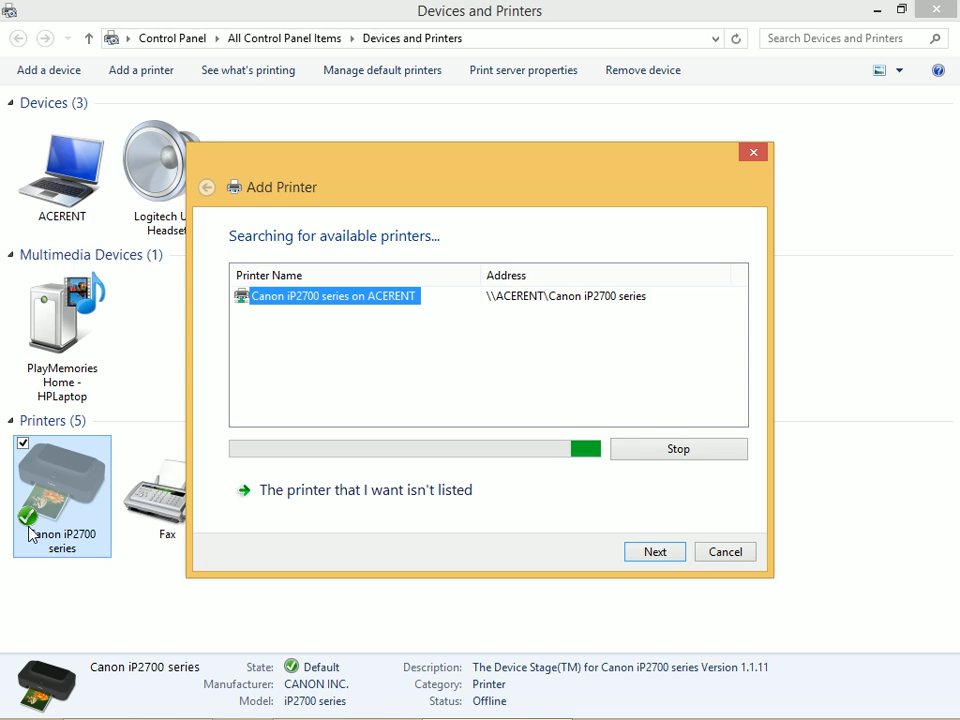 Devices and Printers
Control Panel
All Control Panel Items
Devices and Printers
Search Devices and Printers
Add a device
Add a printer
See what's printing
Manage default printers
Print server properties
Remove device
Devices (3)
ACERENT
Logitech U
Headset
Multimedia Devices (1)
PlayMemories
Home -
HPLaptop
Printers (5)
Canon iP2700
series
Fax
Add Printer
Searching for available printers...
Printer Name
Address
Canon iP2700 series on ACERENT
\\ACERENT\Canon iP2700 series
Stop
The printer that I want isn't listed
Next
Cancel
Canon iP2700 series
State: Default
Manufacturer: CANON INC.
Model: iP2700 series
Description: The Device Stage(TM) for Canon iP2700 series Version 1.1.11
Category: Printer
Status: Offline